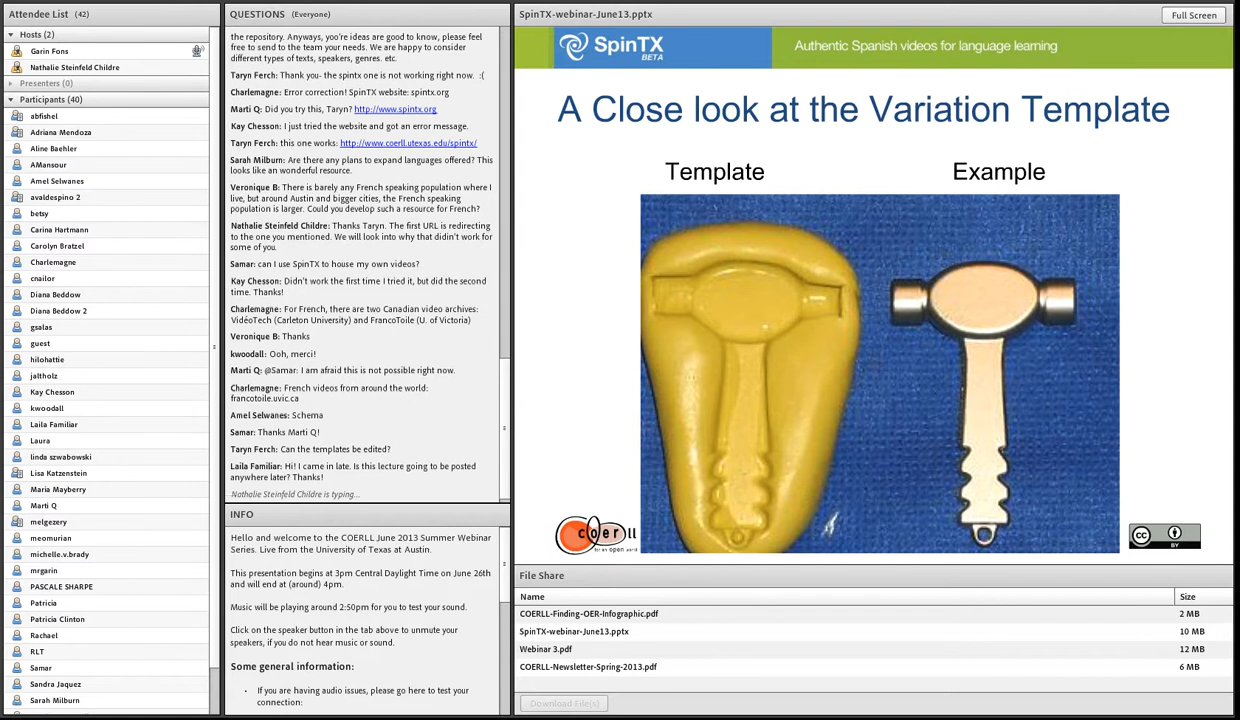 Attendee List (42)
Hosts (2)
Garin Fons
Nathalie Steinfeld Childre
Presenters (0)
Participants (40)
abfishel
Adriana Mendoza
Aline Baehler
AMansour
Amel Selwanes
avaldespino 2
betsy
Carina Hartmann
Carolyn Bratzel
Charlemagne
cnailor
Diana Beddow
Diana Beddow 2
gsalas
guest
hilohattie
jaltholz
Kay Chesson
kwoodall
Laila Familiar
Laura
linda szwabowski
Lisa Katzenstein
Maria Mayberry
Marti Q
melgezery
meomurian
michelle.v.brady
mrgarin
PASCALE SHARPE
Patricia
Patricia Clinton
Rachael
RLT
Samar
Sandra Jaquez
Sarah Milburn
QUESTIONS (Everyone)
the repository. Anyways, you're ideas are good to know, please feel
free to send to the team your needs. We are happy to consider
different types of texts, speakers, genres. etc.
Taryn Ferch: Thank you- the spintx one is not working right now. :(
Charlemagne: Error correction! SpinTX website: spintx.org
Marti Q: Did you try this, Taryn? http://www.spintx.org
Kay Chesson: I just tried the website and got an error message.
Taryn Ferch: this one works: http://www.coerll.utexas.edu/spintx/
Sarah Milburn: Are there any plans to expand languages offered? This
looks like an wonderful resource.
Veronique B: There is barely any French speaking population where I
live, but around Austin and bigger cities, the French speaking
population is larger. Could you develop such a resource for French?
Nathalie Steinfeld Childre: Thanks Taryn. The first URL is redirecting
to the one you mentioned. We will look into why that didin't work for
some of you.
Samar: can I use SpinTX to house my own videos?
Kay Chesson: Didn't work the first time I tried it, but did the second
time. Thanks!
Charlemagne: For French, there are two Canadian video archives:
VidéoTech (Carleton University) and FrancoToile (U. of Victoria)
Veronique B: Thanks
kwoodall: Ooh, merci!
Marti Q: @Samar: I am afraid this is not possible right now.
Charlemagne: French videos from around the world:
francotoile.uvic.ca
Amel Selwanes: Schema
Samar: Thanks Marti Q!
Taryn Ferch: Can the templates be edited?
Laila Familiar: Hi! I came in late. Is this lecture going to be posted
anywhere later? Thanks!
Nathalie Steinfeld Childre is typing...
INFO
Hello and welcome to the COERLL June 2013 Summer Webinar
Series. Live from the University of Texas at Austin.
This presentation begins at 3pm Central Daylight Time on June 26th
and will end at (around) 4pm.
Music will be playing around 2:50pm for you to test your sound.
Click on the speaker button in the tab above to unmute your
speakers, if you do not hear music or sound.
Some general information:
• If you are having audio issues, please go here to test your
connection:
SpinTX-webinar-June13.pptx
Full Screen
SpinTX
BETA
Authentic Spanish videos for language learning
A Close look at the Variation Template
Template
Example
coerll
for an open world
cc
BY
File Share
Name
Size
COERLL-Finding-OER-Infographic.pdf
2 MB
SpinTX-webinar-June13.pptx
10 MB
Webinar 3.pdf
12 MB
COERLL-Newsletter-Spring-2013.pdf
6 MB
Download File(s)